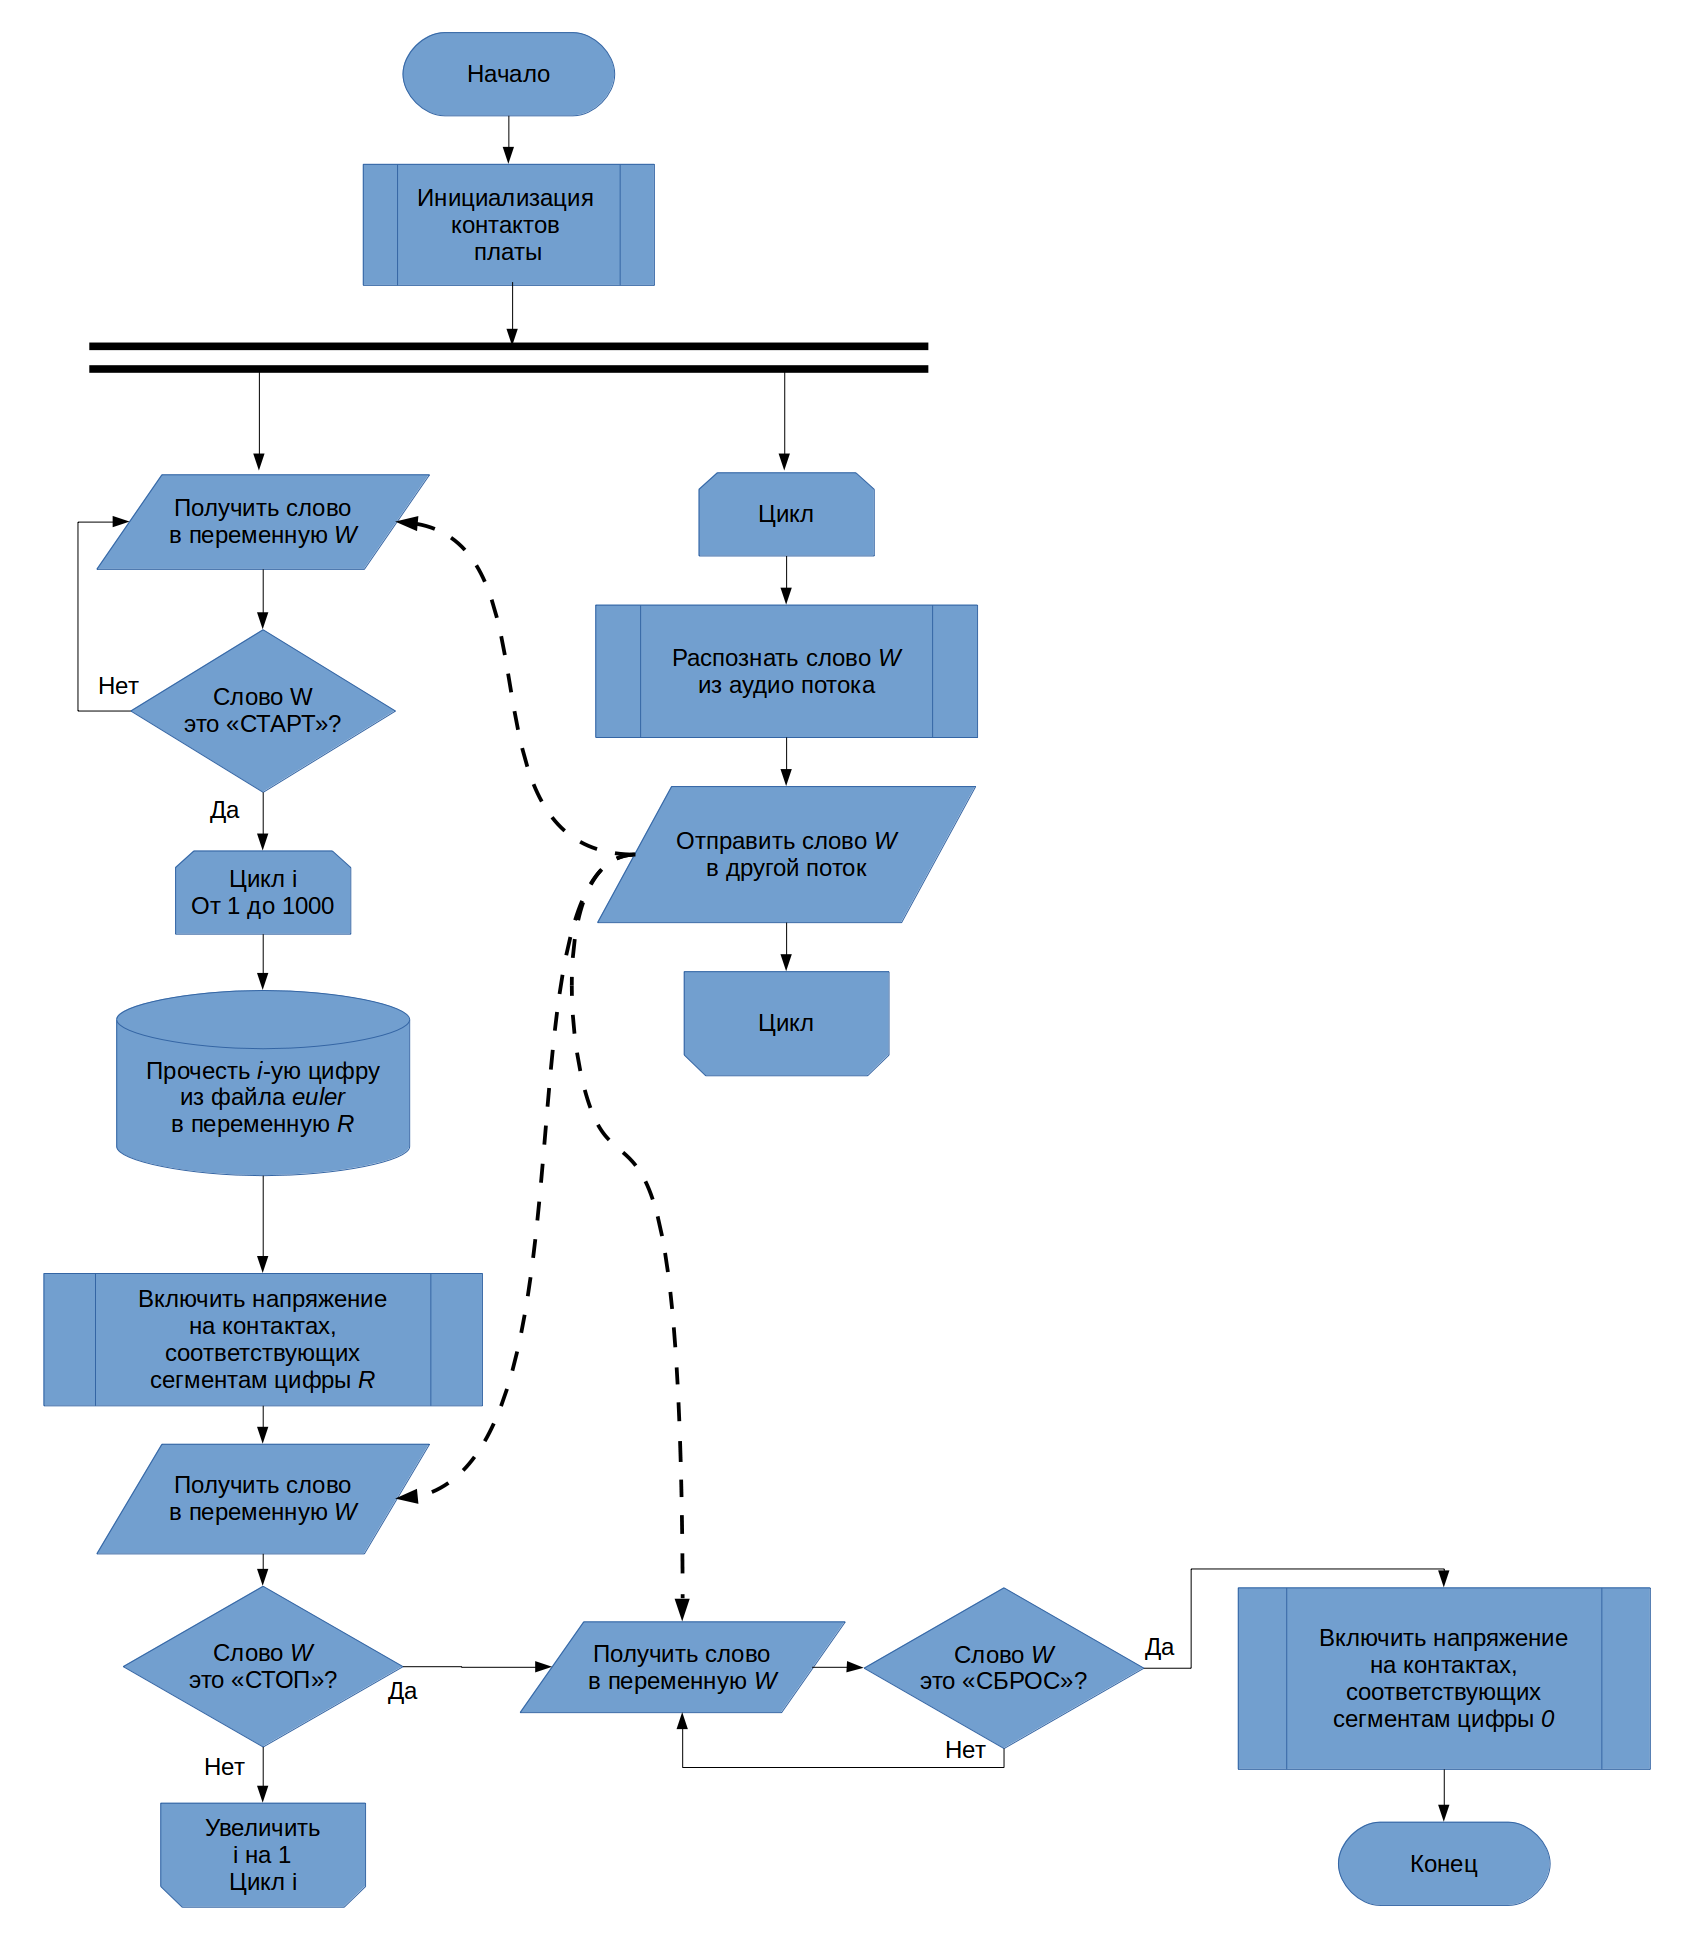 Начало
Инициализация
контактов
платы
Получить слово
в переменную W
Нет
Слово W
это «СТАРТ»?
Да
Цикл i
От 1 до 1000
Прочесть i-ую цифру
из файла euler
в переменную R
Включить напряжение
на контактах,
соответствующих
сегментам цифры R
Получить слово
в переменную W
Слово W
это «СТОП»?
Да
Нет
Увеличить
i на 1
Цикл i
Цикл
Распознать слово W
из аудио потока
Отправить слово W
в другой поток
Цикл
Получить слово
в переменную W
Слово W
это «СБРОС»?
Да
Нет
Включить напряжение
на контактах,
соответствующих
сегментам цифры 0
Конец